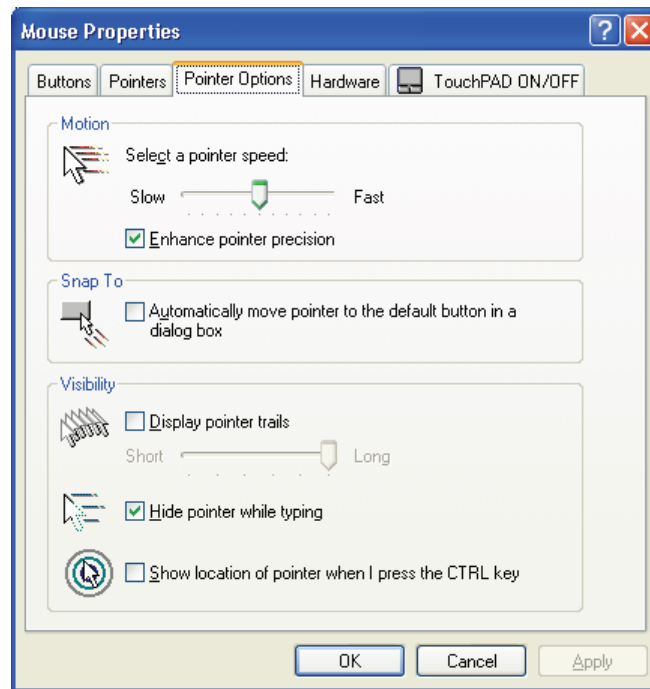 Mouse Properties
?
Buttons Pointers Pointer Options Hardware TouchPAD ON/OFF
Motion
Select a pointer speed:
Slow Fast
Enhance pointer precision
Snap To
Automatically move pointer to the default button in a
dialog box
Visibility
Display pointer trails
Short Long
Hide pointer while typing
Show location of pointer when I press the CTRL key
OK Cancel Apply